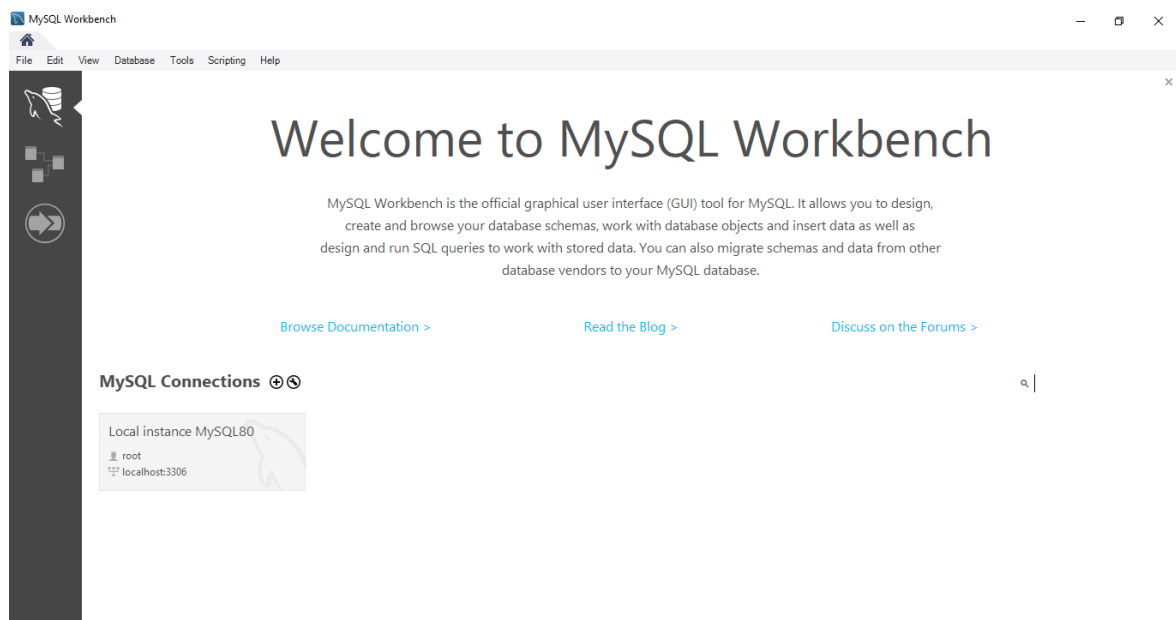 MySQL Workbench
File Edit View Database Tools Scripting Help
Welcome to MySQL Workbench
MySQL Workbench is the official graphical user interface (GUI) tool for MySQL. It allows you to design,
create and browse your database schemas, work with database objects and insert data as well as
design and run SQL queries to work with stored data. You can also migrate schemas and data from other
database vendors to your MySQL database.
Browse Documentation > Read the Blog > Discuss on the Forums >
MySQL Connections
Local instance MySQL80
root
localhost:3306